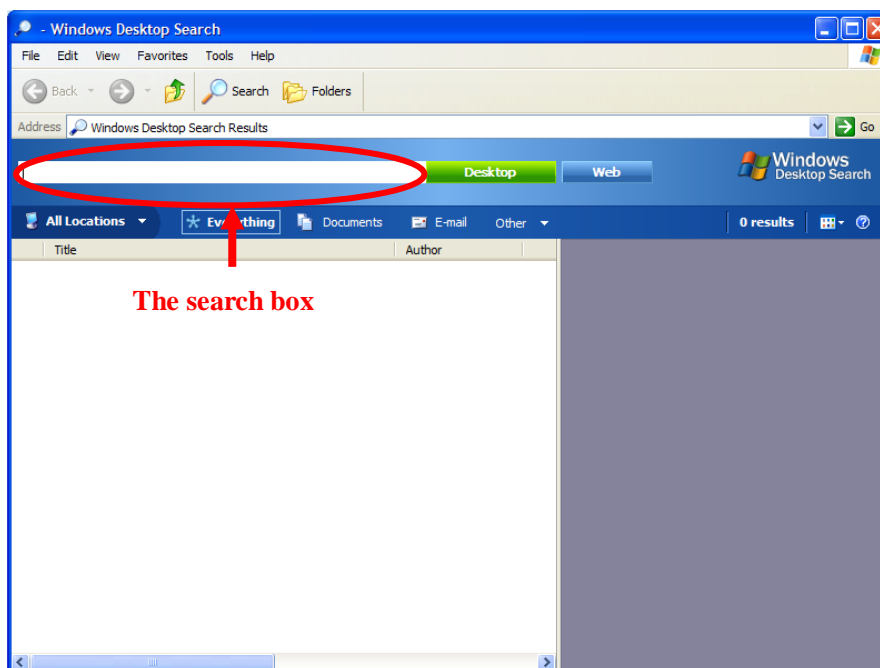 - Windows Desktop Search
File Edit View Favorites Tools Help
Back Search Folders
Address Windows Desktop Search Results Go
Desktop Web Windows
Desktop Search
All Locations Everything Documents E-mail Other 0 results
Title Author
The search box